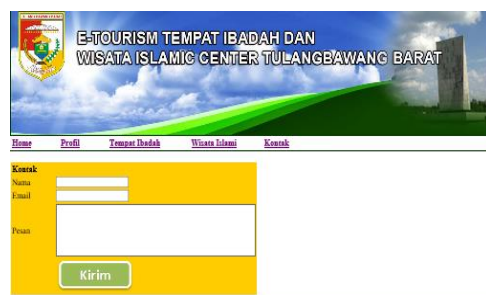 E-TOURISM TEMPAT IBADAH DAN
WISATA ISLAMIC CENTER TULANGBAWANG BARAT
Home Profil Tempat Ibadah Wisata Islami Kontak
Kontak
Nama
Email
Pesan
Kirim